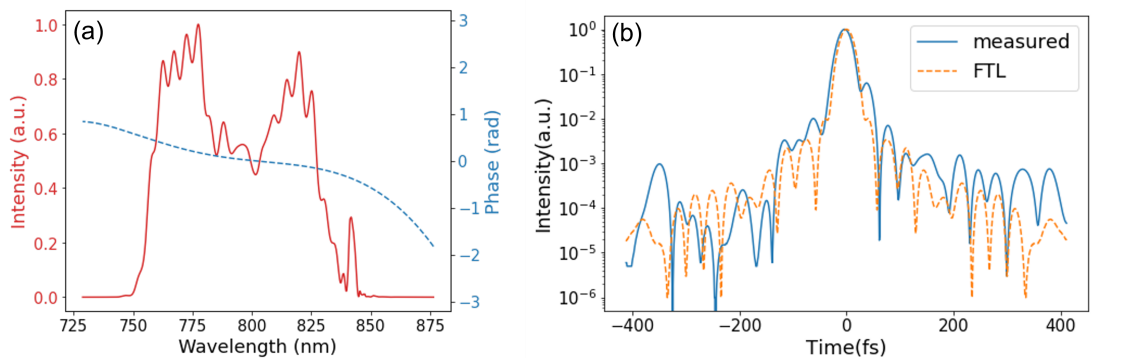 (a)
1.0
0.8
0.6
0.4
0.2
0.0
Intensity (a.u.)
3
2
1
0
−1
−2
−3
Phase (rad)
725 750 775 800 825 850 875
Wavelength (nm)
(b)
measured
FTL
10⁰
10⁻¹
10⁻²
10⁻³
10⁻⁴
10⁻⁵
10⁻⁶
Intensity(a.u.)
−400 −200 0 200 400
Time(fs)